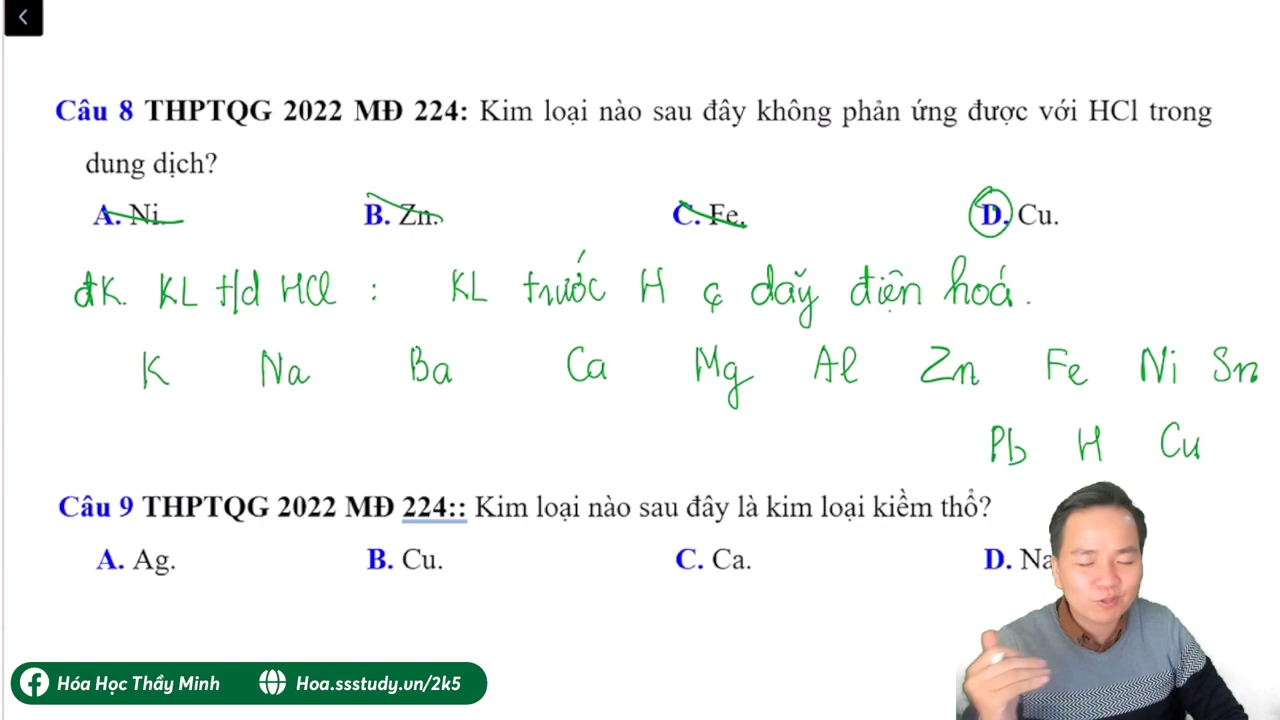 Câu 8 THPTQG 2022 MĐ 224: Kim loại nào sau đây không phản ứng được với HCl trong
dung dịch?
A. Ni. B. Zn. C. Fe. D. Cu.
đK. KL t/d HCl : KL trước H ç dãy điện hoá.
K Na Ba Ca Mg Al Zn Fe Ni Sn
Pb H Cu
Câu 9 THPTQG 2022 MĐ 224:: Kim loại nào sau đây là kim loại kiềm thổ?
A. Ag. B. Cu. C. Ca. D. Na
Hóa Học Thầy Minh Hoa.ssstudy.vn/2k5